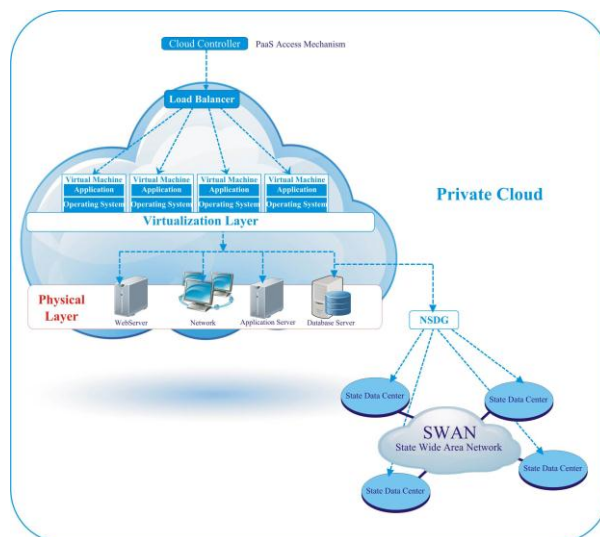 Cloud Controller PaaS Access Mechanism
Load Balancer
Virtual Machine Virtual Machine Virtual Machine Virtual Machine
Application Application Application Application
Operating System Operating System Operating System Operating System
Virtualization Layer
Private Cloud
Physical
Layer
WebServer Network Application Server Database Server
NSDG
State Data Center State Data Center
SWAN
State Wide Area Network
State Data Center
State Data Center